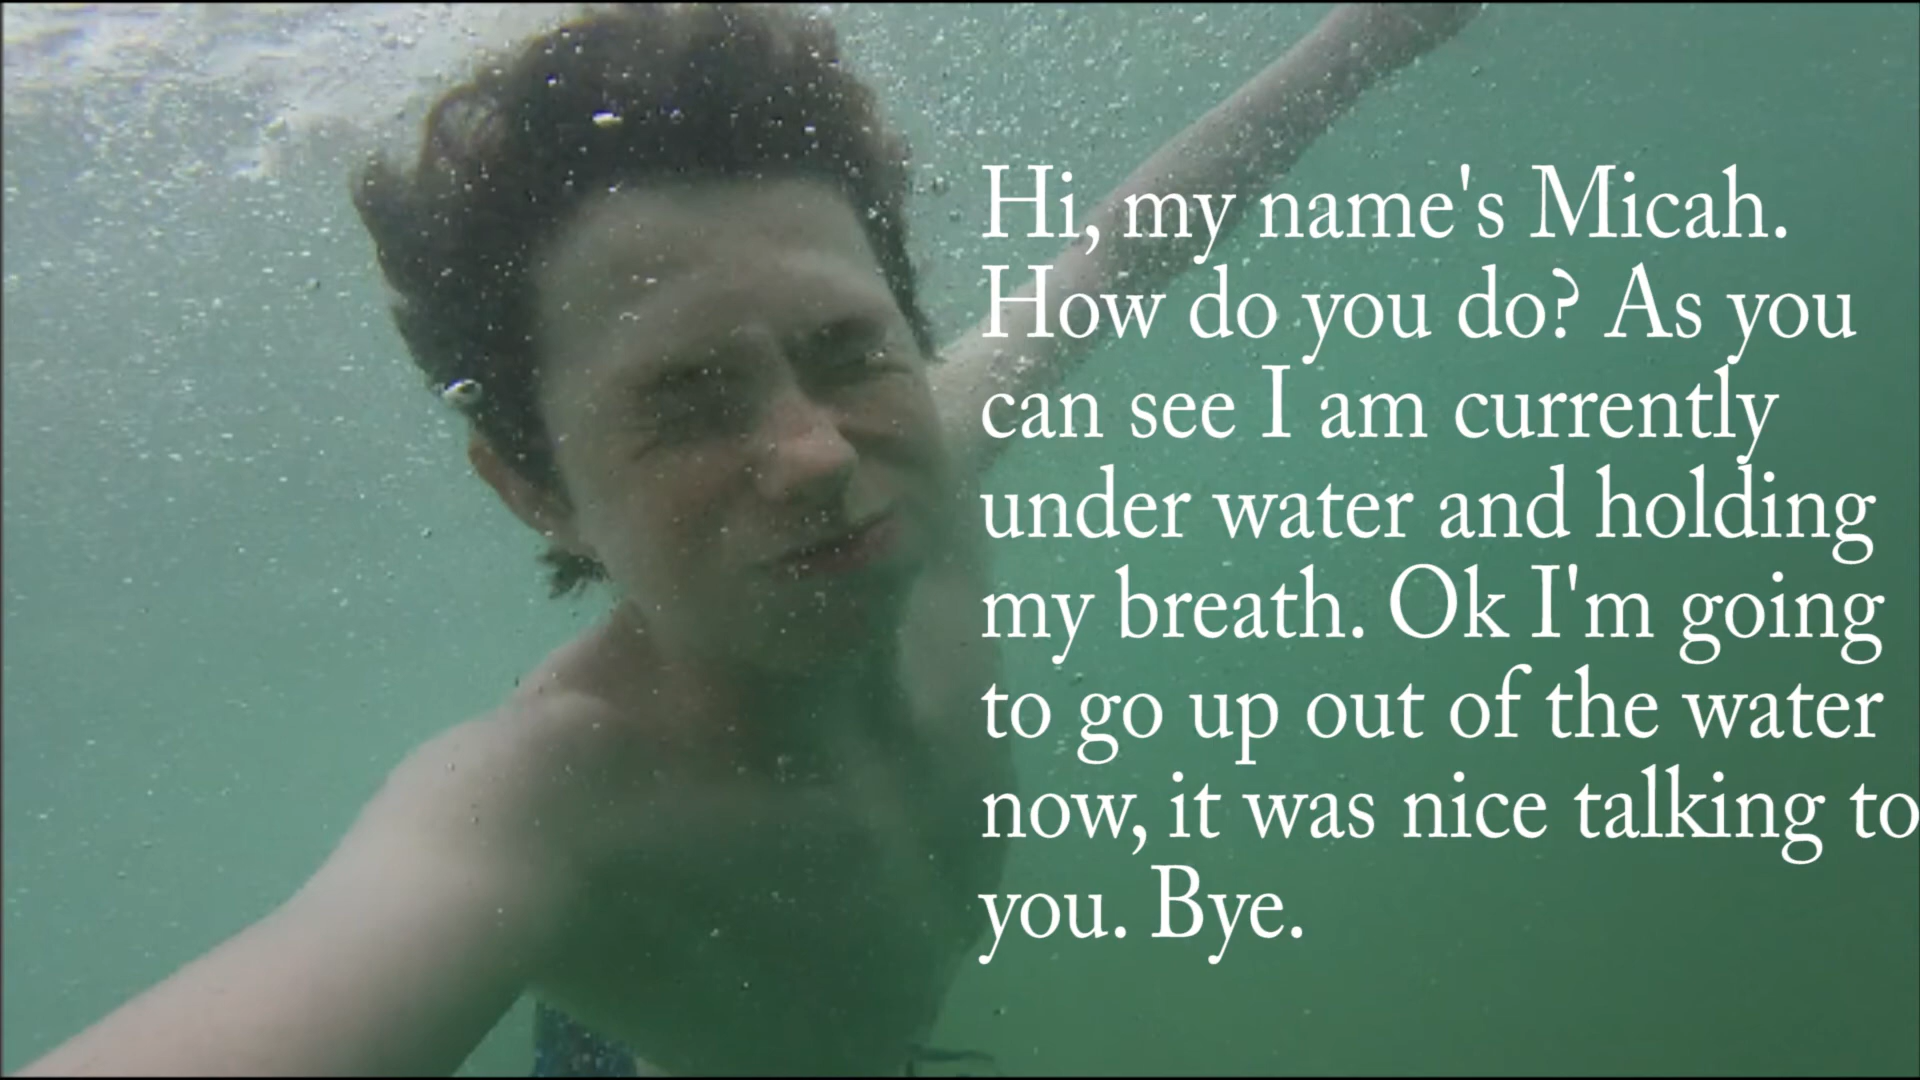 Hi, my name's Micah.
How do you do? As you
can see I am currently
under water and holding
my breath. Ok I'm going
to go up out of the water
now, it was nice talking to
you. Bye.